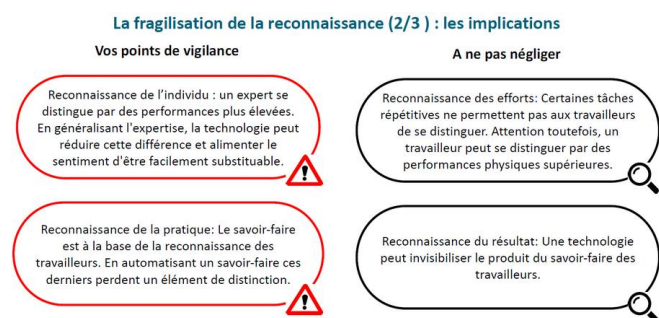 La fragilisation de la reconnaissance (2/3 ) : les implications
Vos points de vigilance
A ne pas négliger
Reconnaissance de l’individu : un expert se
distingue par des performances plus élevées.
En généralisant l'expertise, la technologie peut
réduire cette différence et alimenter le
sentiment d'être facilement substituable.
Reconnaissance des efforts: Certaines tâches
répétitives ne permettent pas aux travailleurs
de se distinguer. Attention toutefois, un
travailleur peut se distinguer par des
performances physiques supérieures.
Reconnaissance de la pratique: Le savoir-faire
est à la base de la reconnaissance des
travailleurs. En automatisant un savoir-faire ces
derniers perdent un élément de distinction.
Reconnaissance du résultat: Une technologie
peut invisibiliser le produit du savoir-faire des
travailleurs.